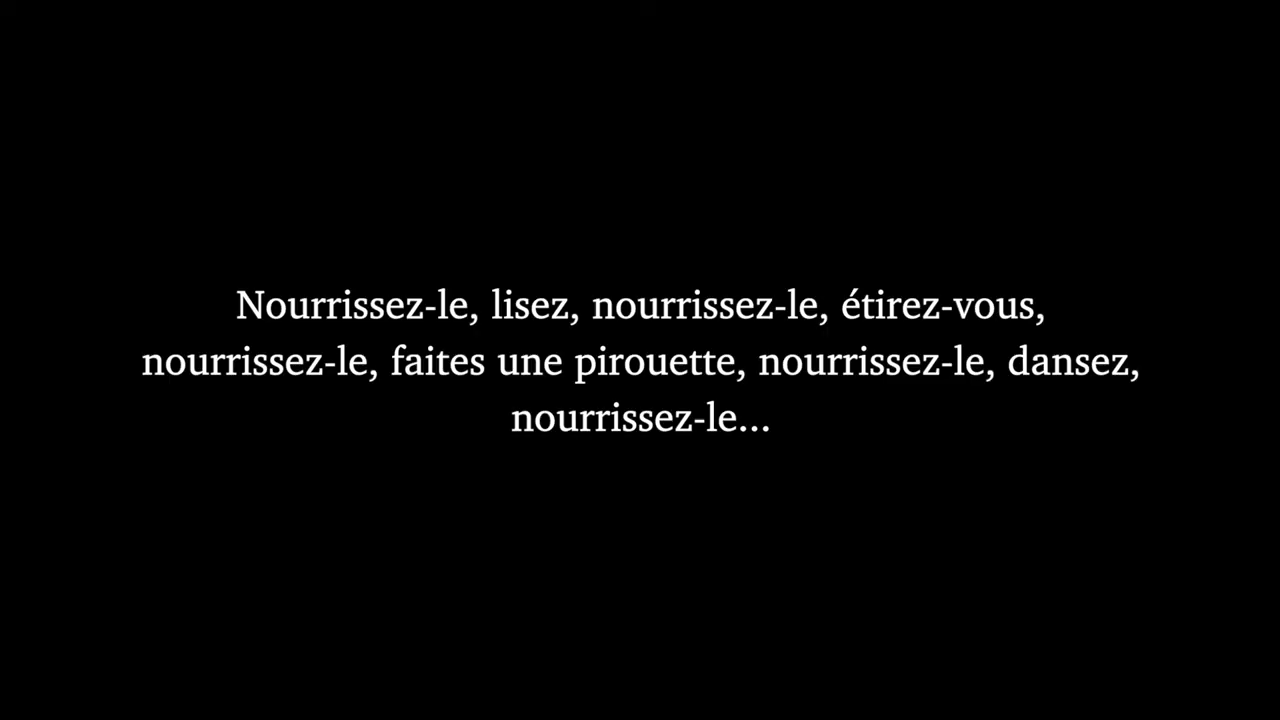 Nourrissez-le, lisez, nourrissez-le, étirez-vous,
nourrissez-le, faites une pirouette, nourrissez-le, dansez,
nourrissez-le...